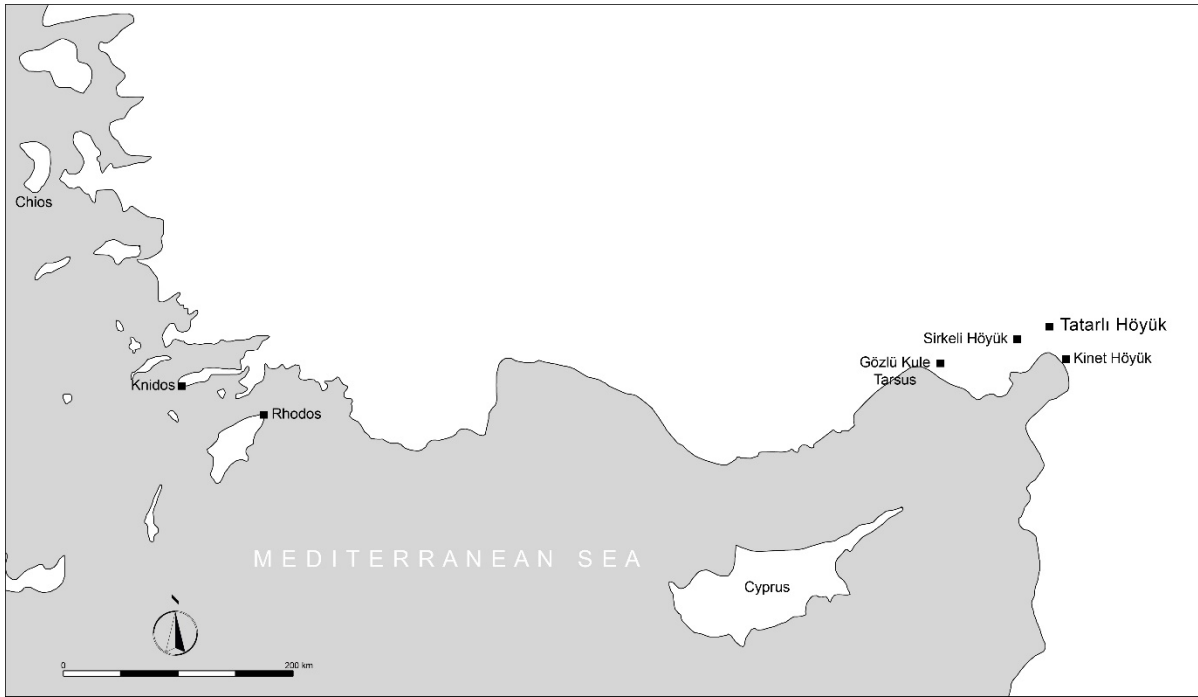 Chios
Tatarlı Höyük
Sirkeli Höyük
Kinet Höyük
Gözlü Kule
Tarsus
Knidos
Rhodos
MEDITERRANEAN SEA
Cyprus
0
200 km